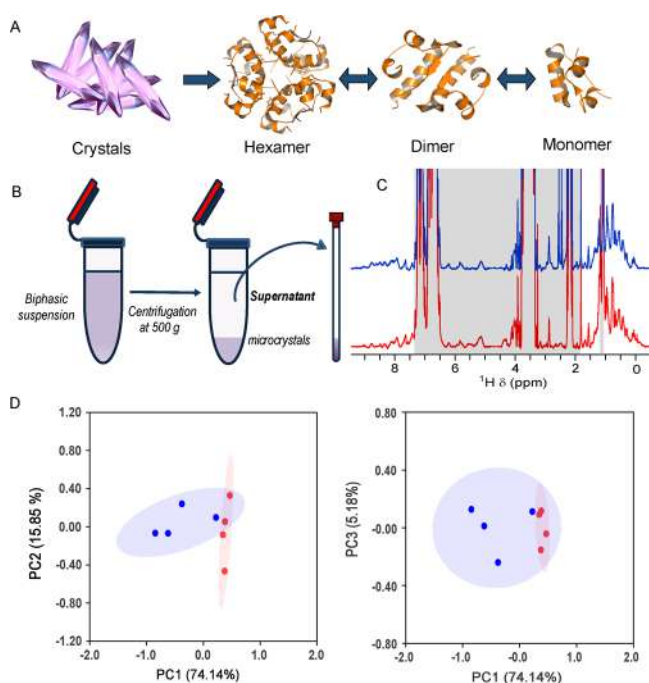 A
Crystals
Hexamer
Dimer
Monomer
B
Biphasic
suspension
Centrifugation
at 500 g
Supernatant
microcrystals
C
8 6 4 2 0
¹H δ (ppm)
D
1.20
0.80
0.40
0.00
-0.40
-0.80
-1.20
PC2 (15.85 %)
-2.0 -1.0 0.0 1.0 2.0
PC1 (74.14%)
0.80
0.40
-0.00
-0.40
-0.80
PC3 (5.18%)
-2.0 -1.0 -0.0 1.0 2.0
PC1 (74.14%)